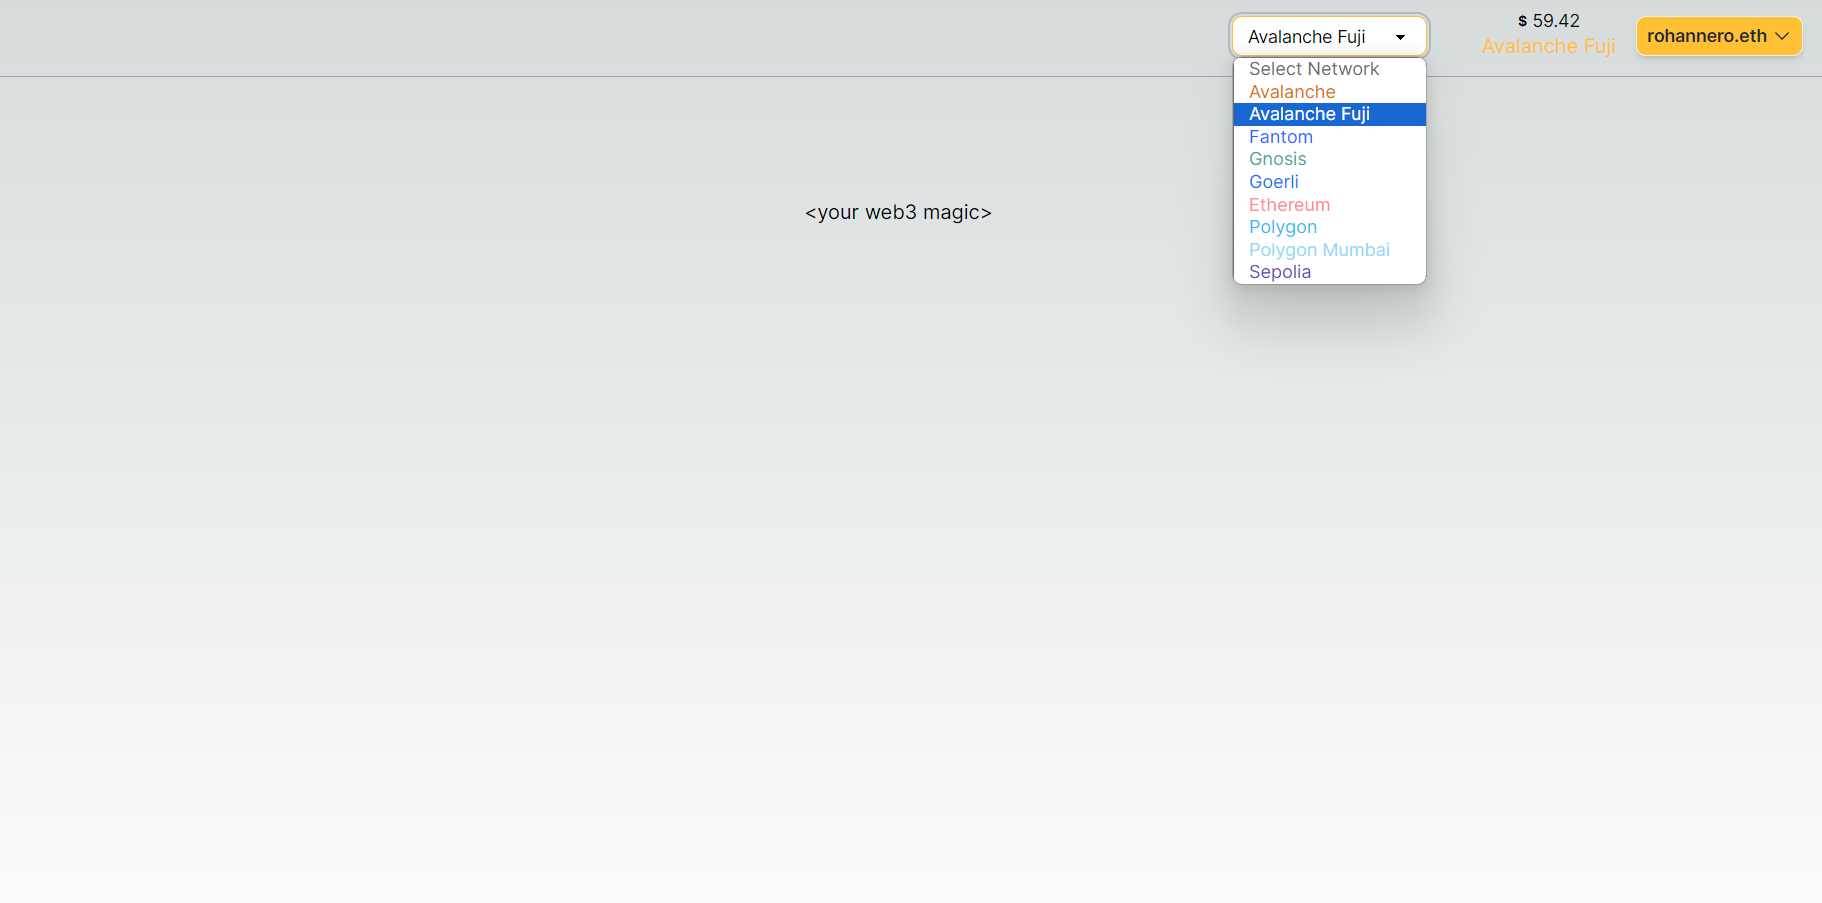 Avalanche Fuji
$ 59.42
Avalanche Fuji
rohannero.eth
Select Network
Avalanche
Avalanche Fuji
Fantom
Gnosis
Goerli
Ethereum
Polygon
Polygon Mumbai
Sepolia
<your web3 magic>